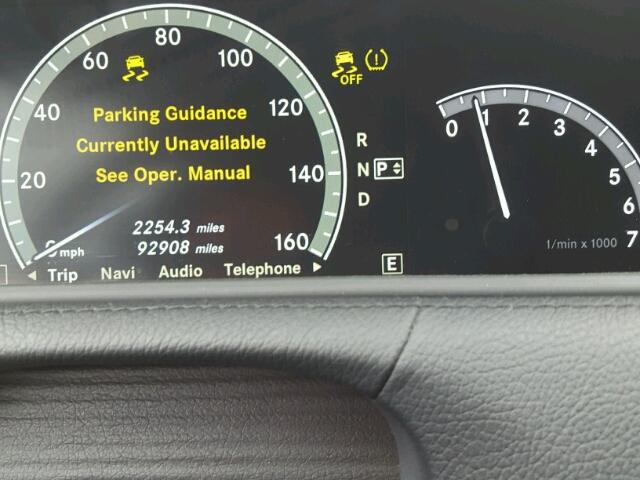 80
60
100
OFF
40
120
Parking Guidance
Currently Unavailable
See Oper. Manual
0 1 2 3 4 5 6 7
R
N P
D
20
140
2254.3 miles
92908 miles
0 mph
160
1/min x 1000
Trip Navi Audio Telephone
E